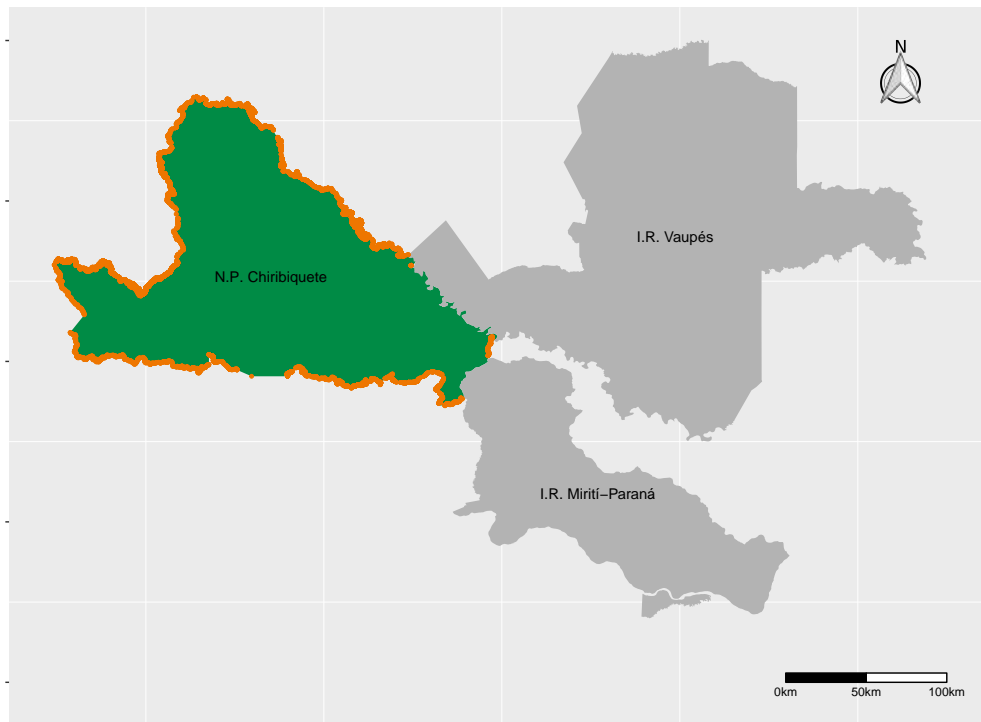 N
I.R. Vaupés
N.P. Chiribiquete
I.R. Mirití−Paraná
0km 50km 100km